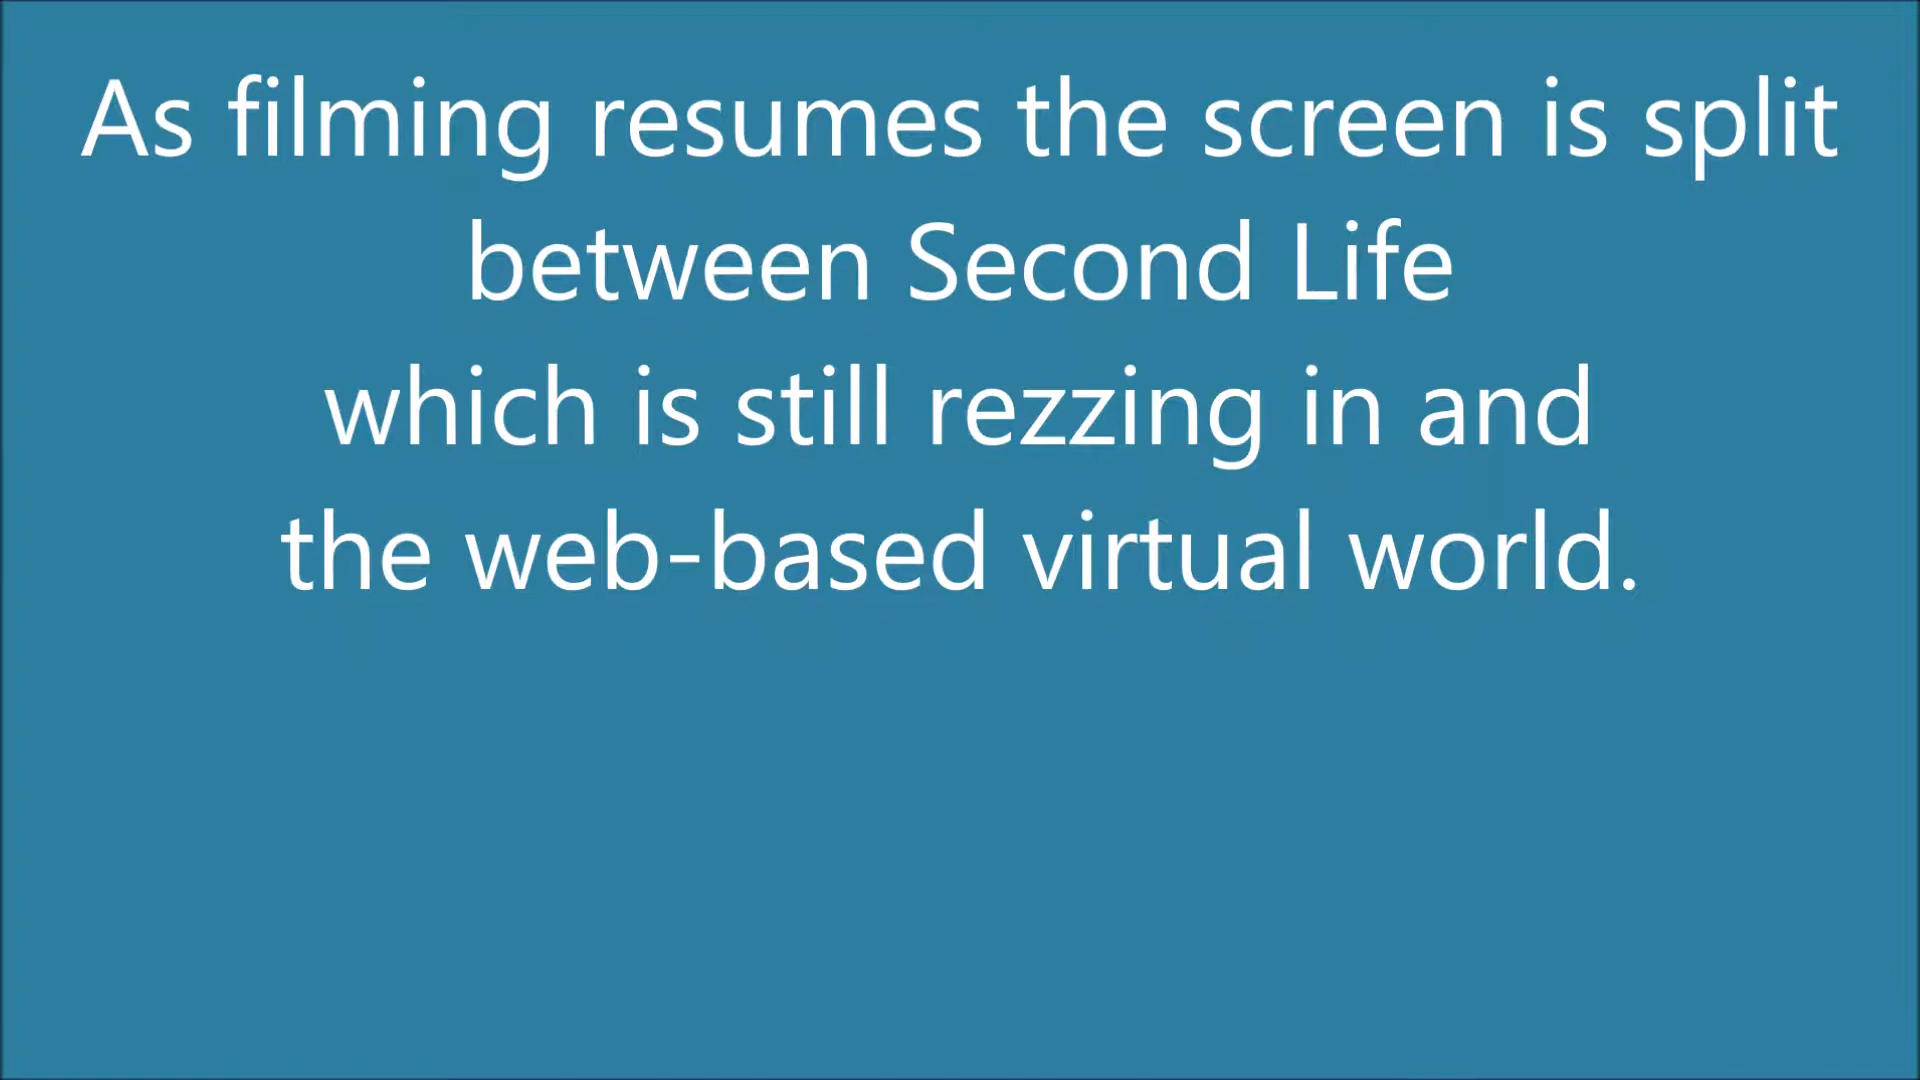 As filming resumes the screen is split
between Second Life
which is still rezzing in and
the web-based virtual world.